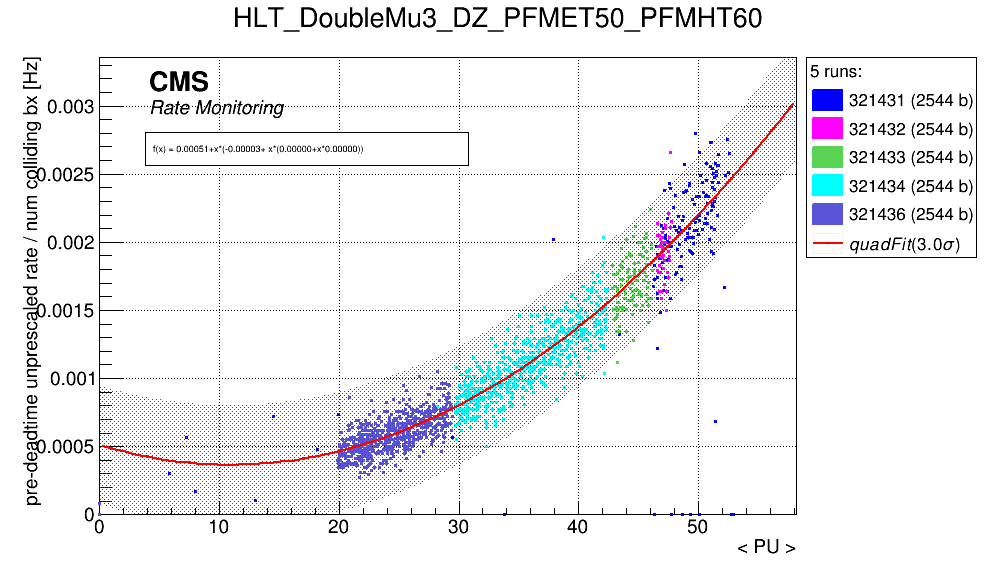 HLT_DoubleMu3_DZ_PFMET50_PFMHT60
pre-deadtime unprescaled rate / num colliding bx [Hz]
CMS
Rate Monitoring
f(x) = 0.00051+x*(-0.00003+ x*(0.00000+x*0.00000))
0.003
0.0025
0.002
0.0015
0.001
0.0005
0
0 10 20 30 40 50
< PU >
5 runs:
321431 (2544 b)
321432 (2544 b)
321433 (2544 b)
321434 (2544 b)
321436 (2544 b)
quadFit(3.0σ)